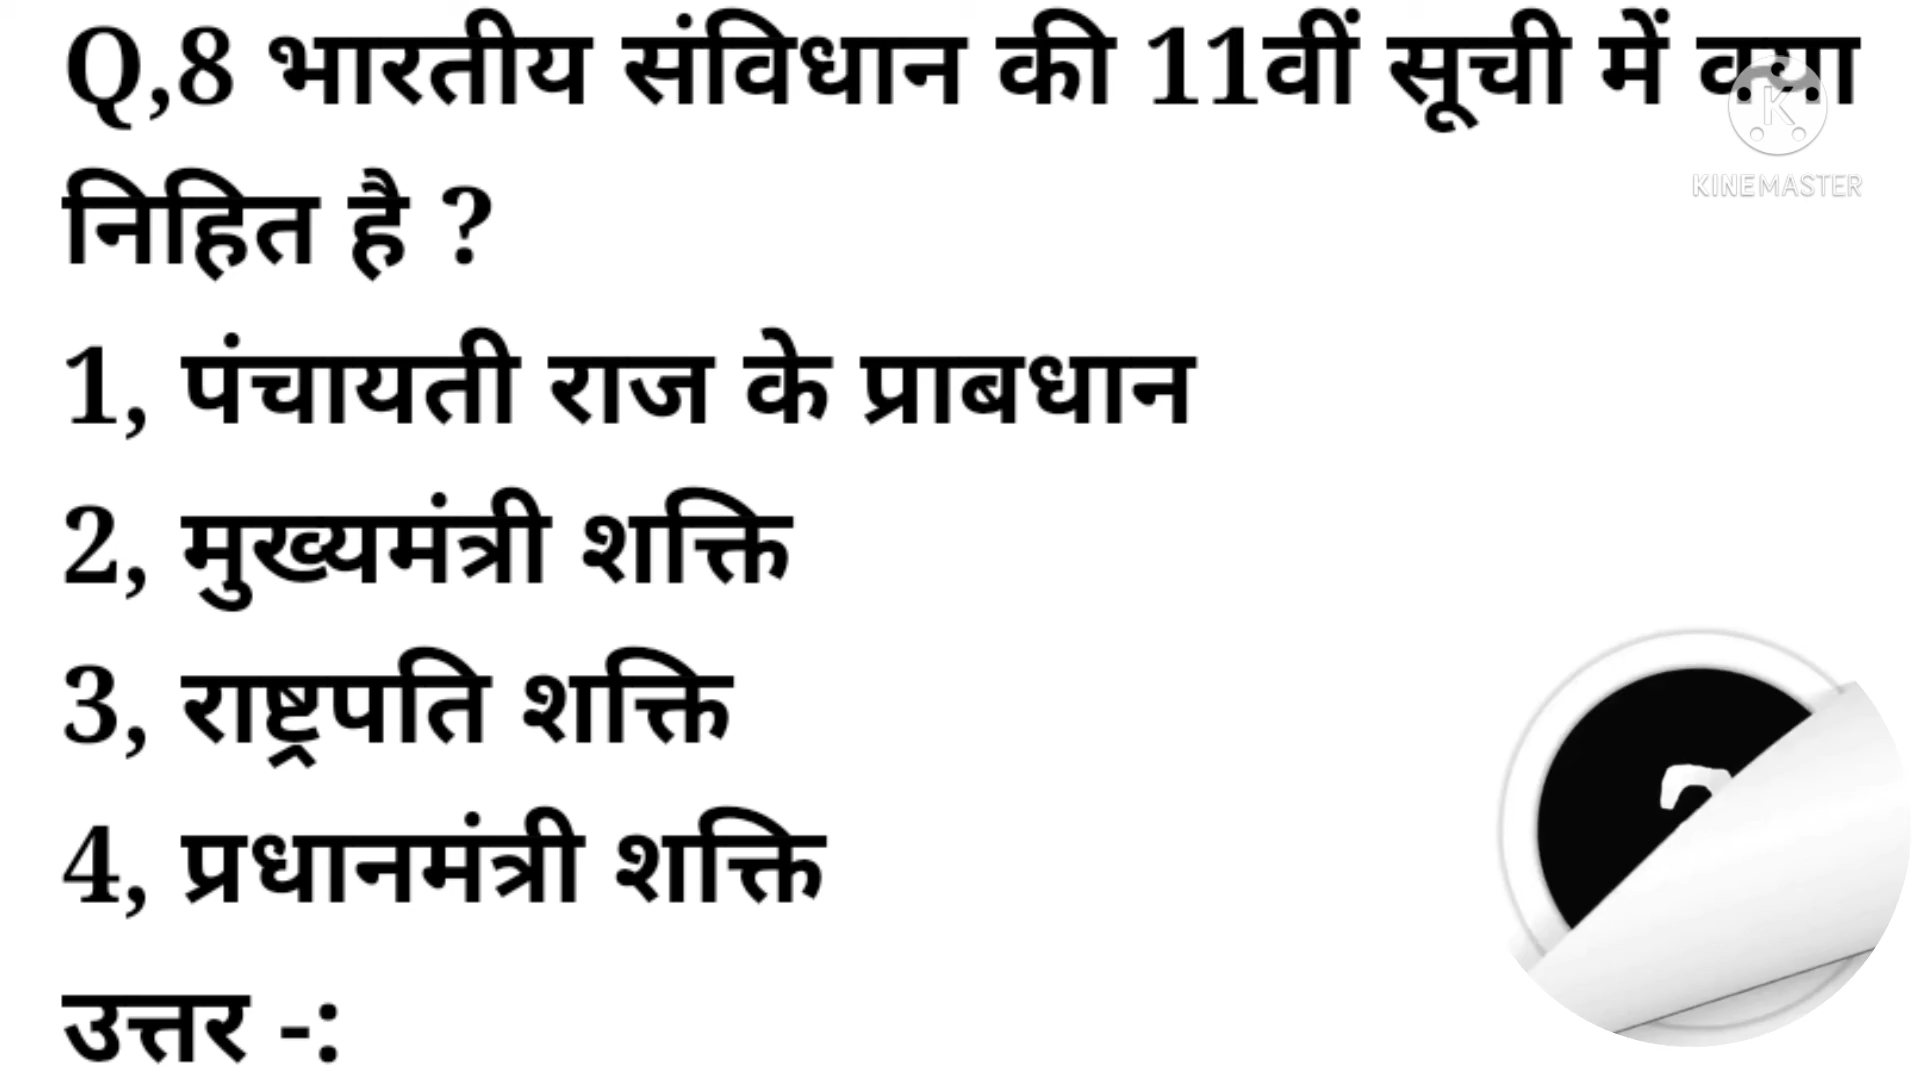 Q,8 भारतीय संविधान की 11वीं सूची में क्या
निहित है ?
KINEMASTER
1, पंचायती राज के प्राबधान
2, मुख्यमंत्री शक्ति
3, राष्ट्रपति शक्ति
4, प्रधानमंत्री शक्ति
उत्तर -: